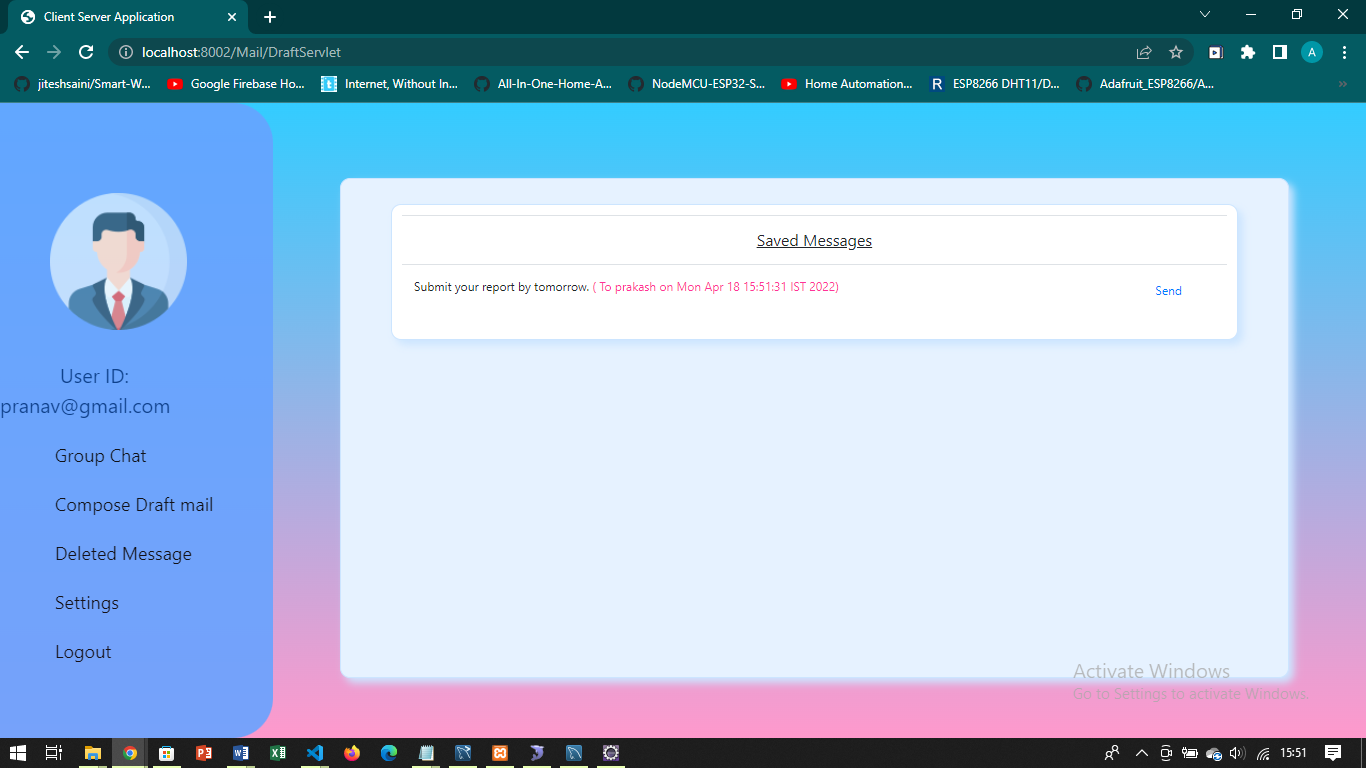 Client Server Application
localhost:8002/Mail/DraftServlet
A
jiteshsaini/Smart-W...
Google Firebase Ho...
Internet, Without In...
All-In-One-Home-A...
NodeMCU-ESP32-S...
Home Automation...
R
ESP8266 DHT11/D...
Adafruit_ESP8266/A...
»
User ID:
pranav@gmail.com
Group Chat
Compose Draft mail
Deleted Message
Settings
Logout
Saved Messages
Submit your report by tomorrow. ( To prakash on Mon Apr 18 15:51:31 IST 2022)
Send
Activate Windows
Go to Settings to activate Windows.
15:51